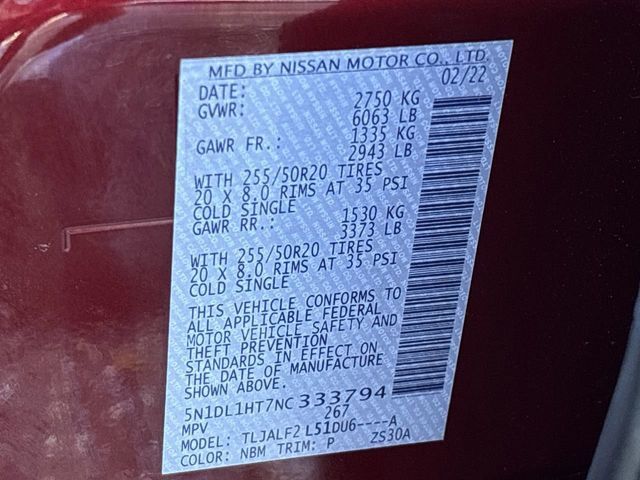 MFD BY NISSAN MOTOR CO., LTD.
DATE: 02/22
GVWR: 2750 KG
6063 LB
GAWR FR.: 1335 KG
2943 LB
WITH 255/50R20 TIRES
20 X 8.0 RIMS AT 35 PSI
COLD SINGLE
GAWR RR.: 1530 KG
3373 LB
WITH 255/50R20 TIRES
20 X 8.0 RIMS AT 35 PSI
COLD SINGLE
THIS VEHICLE CONFORMS TO
ALL APPLICABLE FEDERAL
MOTOR VEHICLE SAFETY AND
THEFT PREVENTION
STANDARDS IN EFFECT ON
THE DATE OF MANUFACTURE
SHOWN ABOVE.
5N1DL1HT7NC333794
MPV 267
MODEL: TLJALF2 L51DU6----A
COLOR: NBM TRIM: P ZS30A